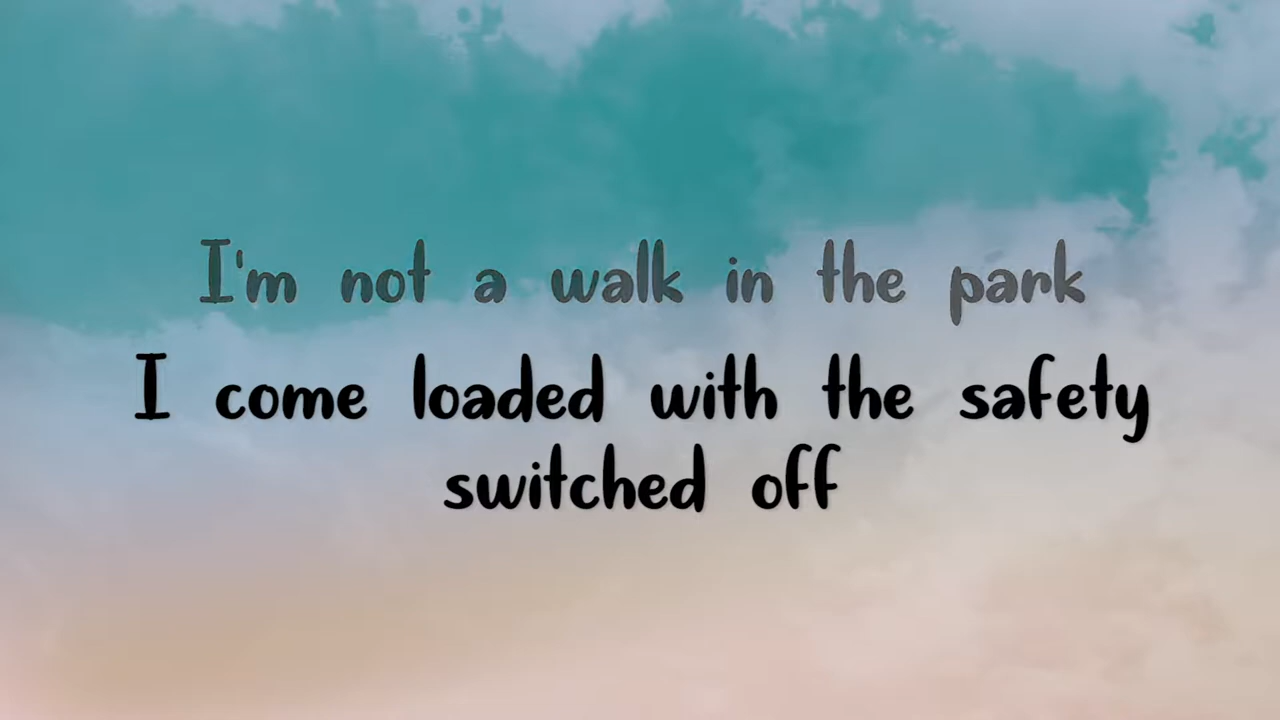 I'm not a walk in the park
I come loaded with the safety
switched off